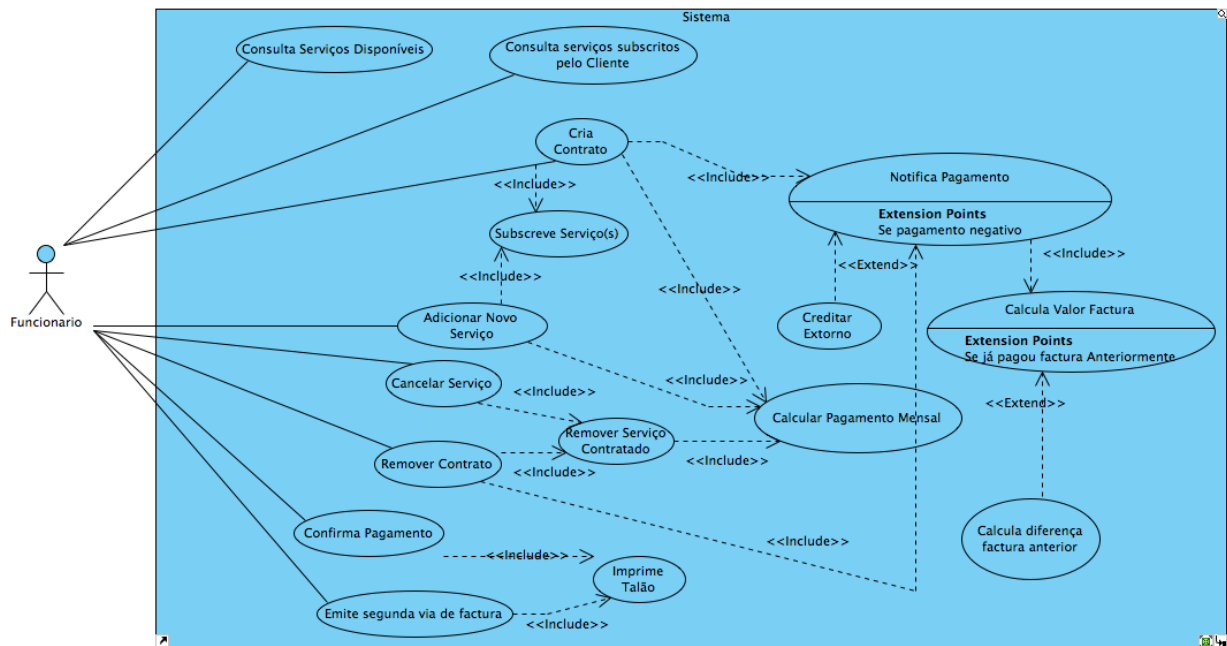 Sistema
Consulta Serviços Disponíveis
Consulta serviços subscritos
pelo Cliente
Cria
Contrato
<<Include>>
<<Include>>
Notifica Pagamento
Extension Points
Se pagamento negativo
Subscreve Serviço(s)
<<Include>>
<<Extend>>
<<Include>>
Funcionario
<<Include>>
Adicionar Novo
Serviço
Creditar
Extorno
Calcula Valor Factura
Extension Points
Se já pagou factura Anteriormente
<<Include>>
Cancelar Serviço
<<Include>>
<<Extend>>
Calcular Pagamento Mensal
Remover Serviço
Contratado
Remover Contrato
<<Include>>
<<Include>>
Confirma Pagamento
<<Include>>
Calcula diferença
factura anterior
<<Include>>
Imprime
Talão
Emite segunda via de factura
<<Include>>